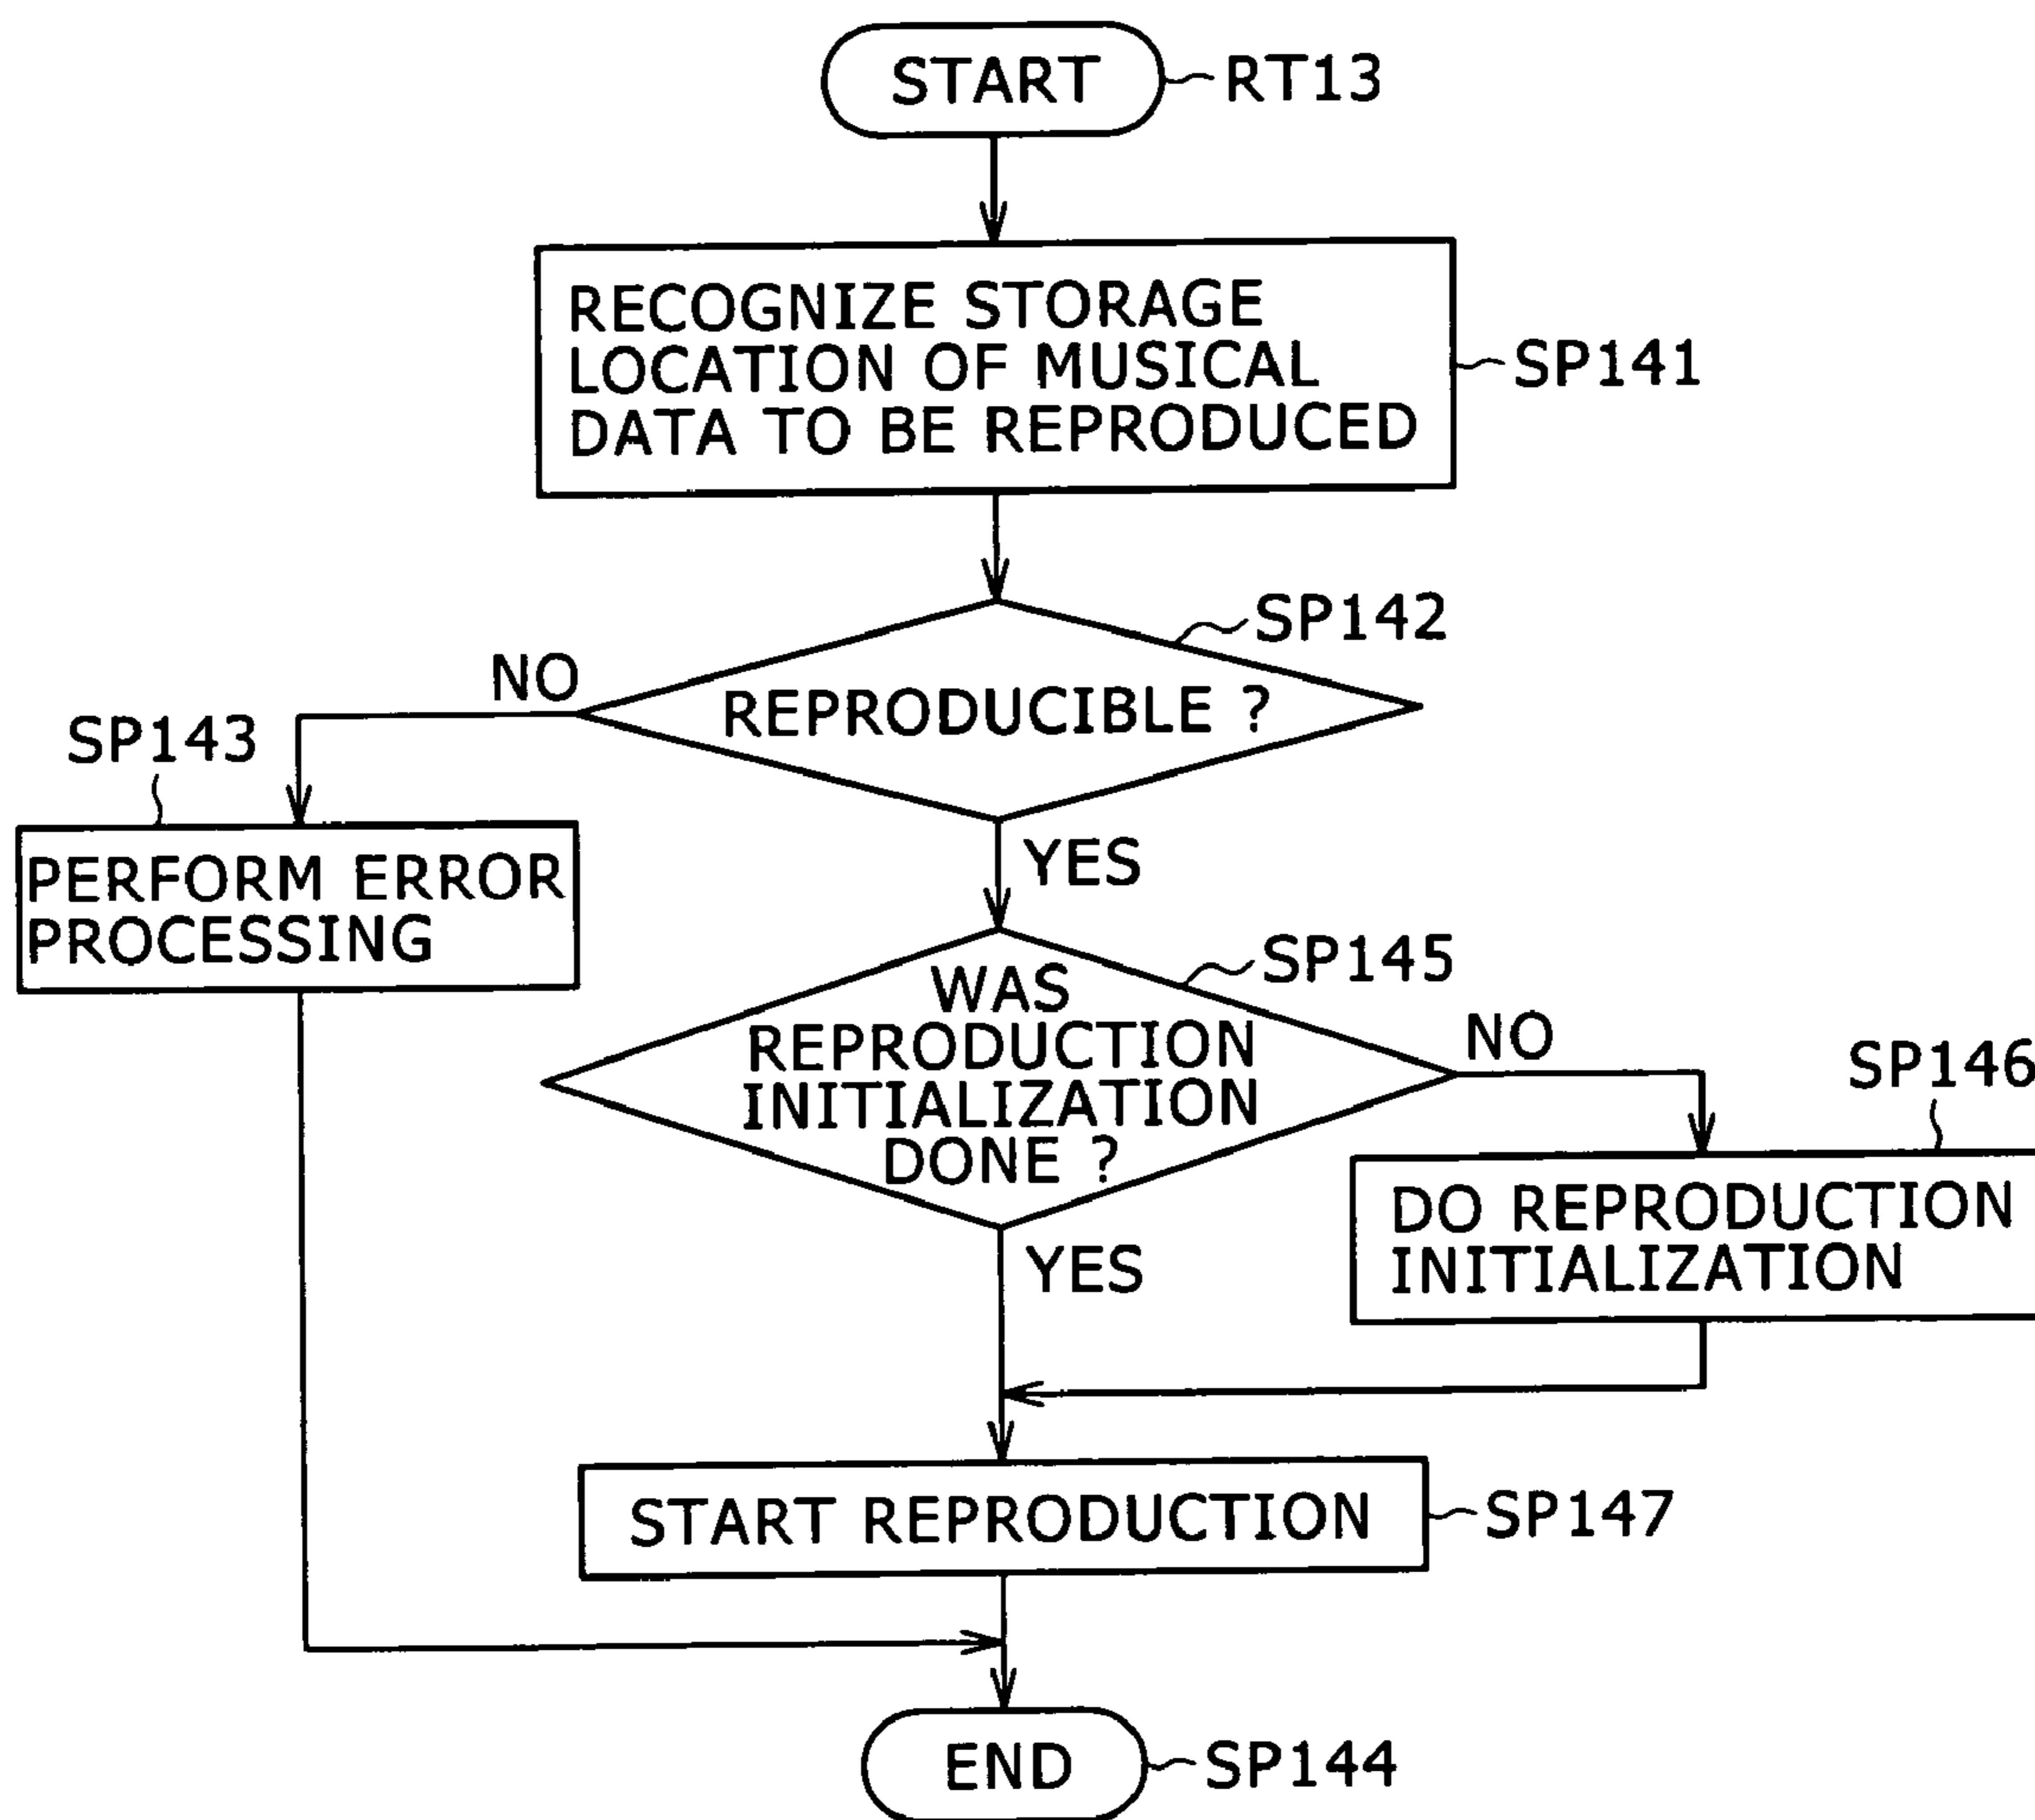 START
RT13
RECOGNIZE STORAGE
LOCATION OF MUSICAL
DATA TO BE REPRODUCED
SP141
SP142
NO
REPRODUCIBLE ?
SP143
YES
PERFORM ERROR
PROCESSING
SP145
WAS
REPRODUCTION
INITIALIZATION
DONE ?
NO
SP146
DO REPRODUCTION
INITIALIZATION
YES
START REPRODUCTION
SP147
END
SP144